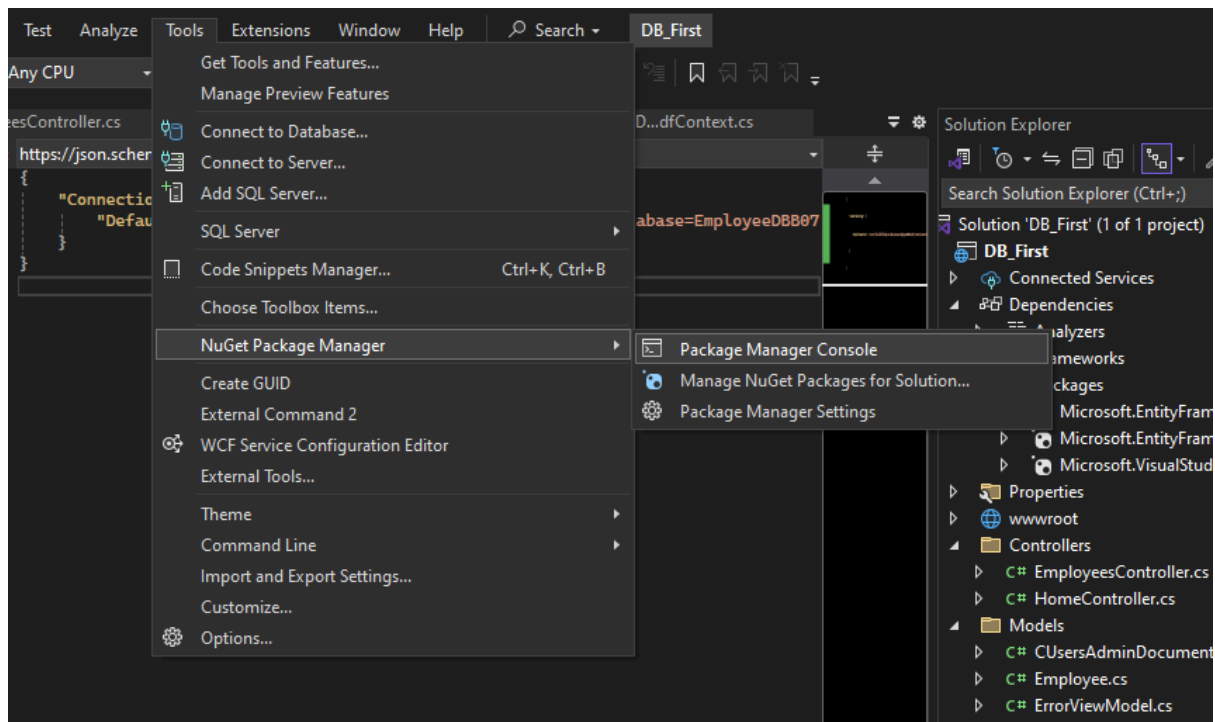 Test Analyze Tools Extensions Window Help Search DB_First
Any CPU
Get Tools and Features...
Manage Preview Features
Connect to Database...
Connect to Server...
Add SQL Server...
SQL Server
Code Snippets Manager... Ctrl+K, Ctrl+B
Choose Toolbox Items...
NuGet Package Manager
Create GUID
External Command 2
WCF Service Configuration Editor
External Tools...
Theme
Command Line
Import and Export Settings...
Customize...
Options...
Package Manager Console
Manage NuGet Packages for Solution...
Package Manager Settings
eesController.cs
D...dfContext.cs
https://json.scher
{
"Connectio
"Defau
abase=EmployeeDBB07
}
}
Solution Explorer
Search Solution Explorer (Ctrl+;)
Solution 'DB_First' (1 of 1 project)
DB_First
Connected Services
Dependencies
alyzers
ameworks
ckages
Microsoft.EntityFram
Microsoft.EntityFram
Microsoft.VisualStud
Properties
wwwroot
Controllers
C# EmployeesController.cs
C# HomeController.cs
Models
C# CUsersAdminDocument
C# Employee.cs
C# ErrorViewModel.cs